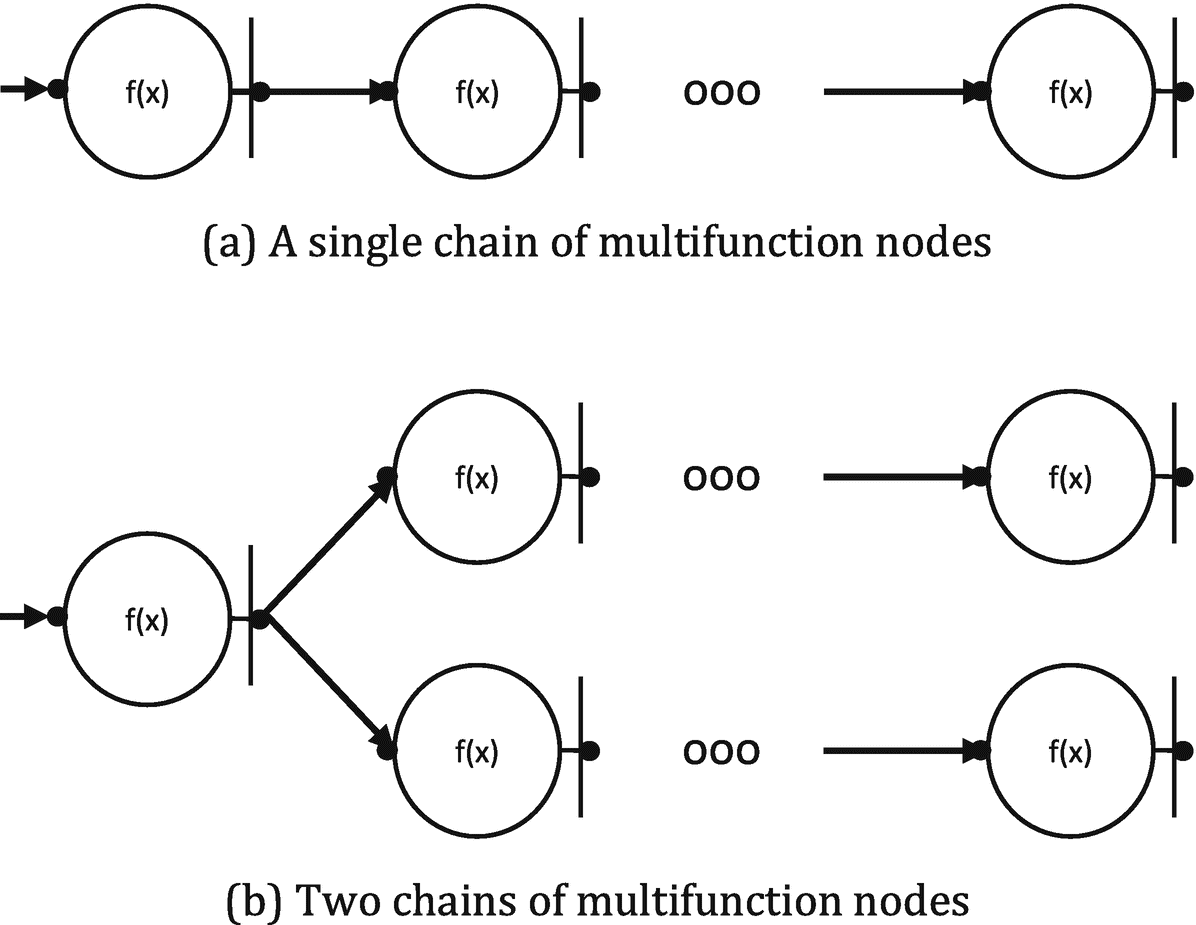 f(x) f(x) ooo f(x)
(a) A single chain of multifunction nodes
f(x) ooo f(x)
f(x)
f(x) ooo f(x)
(b) Two chains of multifunction nodes